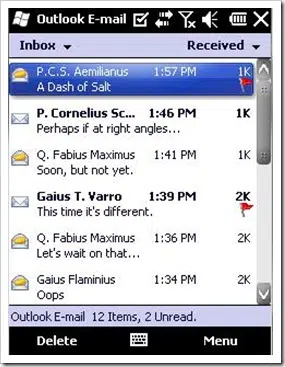 Outlook E-mail
Inbox Received
P.C.S. Aemilianus 1:57 PM 1K
A Dash of Salt
P. Cornelius Sc... 1:46 PM 1K
Perhaps if at right angles...
Q. Fabius Maximus 1:41 PM 1K
Soon, but not yet.
Gaius T. Varro 1:39 PM 2K
This time it's different.
Q. Fabius Maximus 1:36 PM 2K
Let's wait on that...
Gaius Flaminius 1:34 PM 2K
Oops
Outlook E-mail 12 Items, 2 Unread.
Delete Menu